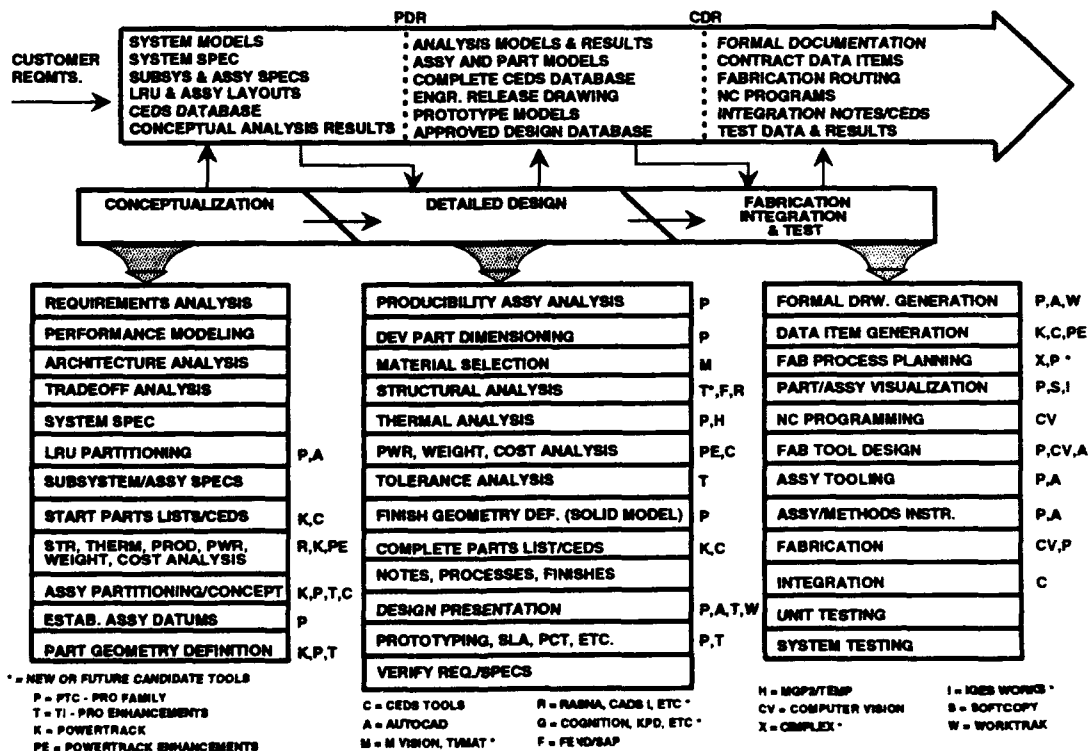 PDR
CDR
CUSTOMER
REQMTS.
SYSTEM MODELS
SYSTEM SPEC
SUBSYS & ASSY SPECS
LRU & ASSY LAYOUTS
CEDS DATABASE
CONCEPTUAL ANALYSIS RESULTS
ANALYSIS MODELS & RESULTS
ASSY AND PART MODELS
COMPLETE CEDS DATABASE
ENGR. RELEASE DRAWING
PROTOTYPE MODELS
APPROVED DESIGN DATABASE
FORMAL DOCUMENTATION
CONTRACT DATA ITEMS
FABRICATION ROUTING
NC PROGRAMS
INTEGRATION NOTES/CEDS
TEST DATA & RESULTS
CONCEPTUALIZATION
DETAILED DESIGN
FABRICATION
INTEGRATION
& TEST
REQUIREMENTS ANALYSIS
PERFORMANCE MODELING
ARCHITECTURE ANALYSIS
TRADEOFF ANALYSIS
SYSTEM SPEC
LRU PARTITIONING P,A
SUBSYSTEM/ASSY SPECS
START PARTS LISTS/CEDS K,C
STR, THERM, PROD, PWR, R,K,PE
WEIGHT, COST ANALYSIS
ASSY PARTITIONING/CONCEPT K,P,T,C
ESTAB. ASSY DATUMS P
PART GEOMETRY DEFINITION K,P,T
PRODUCIBILITY ASSY ANALYSIS P
DEV PART DIMENSIONING P
MATERIAL SELECTION M
STRUCTURAL ANALYSIS T*,F,R
THERMAL ANALYSIS P,H
PWR, WEIGHT, COST ANALYSIS PE,C
TOLERANCE ANALYSIS T
FINISH GEOMETRY DEF. (SOLID MODEL) P
COMPLETE PARTS LIST/CEDS K,C
NOTES, PROCESSES, FINISHES
DESIGN PRESENTATION P,A,T,W
PROTOTYPING, SLA, PCT, ETC. P,T
VERIFY REQ./SPECS
FORMAL DRW. GENERATION P,A,W
DATA ITEM GENERATION K,C,PE
FAB PROCESS PLANNING X,P *
PART/ASSY VISUALIZATION P,S,I
NC PROGRAMMING CV
FAB TOOL DESIGN P,CV,A
ASSY TOOLING P,A
ASSY/METHODS INSTR. P,A
FABRICATION CV,P
INTEGRATION C
UNIT TESTING
SYSTEM TESTING
* = NEW OR FUTURE CANDIDATE TOOLS
P = PTC - PRO FAMILY
T = TI - PRO ENHANCEMENTS
K = POWERTRACK
PE = POWERTRACK ENHANCEMENTS
C = CEDS TOOLS
A = AUTOCAD
M = M VISION, TVMAT *
R = RABNA, CADS I, ETC *
G = COGNITION, KPD, ETC *
F = /SAP
H = /TEMP
CV = COMPUTER VISION
X = CIMPLEX *
I = IGES WORKS *
S = SOFTCOPY
W = WORKTRAK